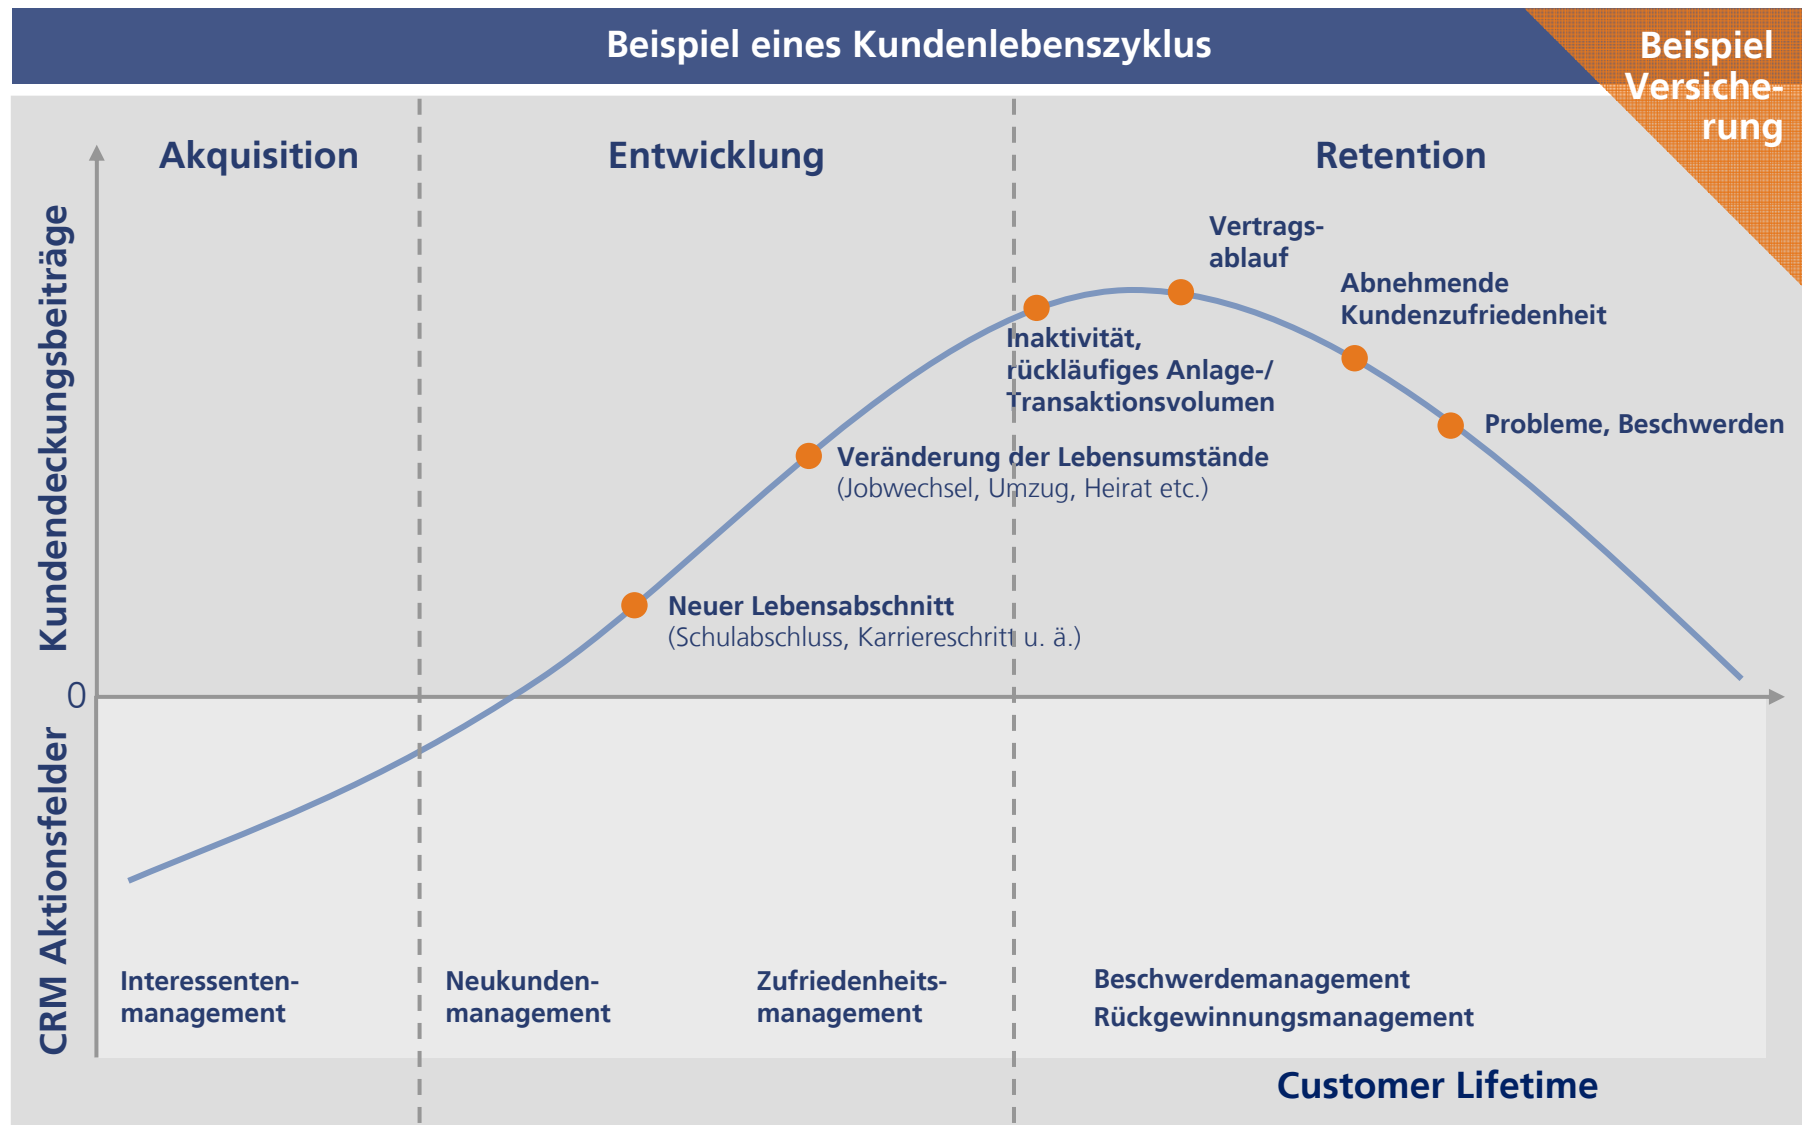 Beispiel eines Kundenlebenszyklus
Beispiel
Versiche-
rung
Akquisition
Entwicklung
Retention
Kundendeckungsbeiträge
Vertrags-
ablauf
Abnehmende
Kundenzufriedenheit
Inaktivität,
rückläufiges Anlage-/
Transaktionsvolumen
Probleme, Beschwerden
Veränderung der Lebensumstände
(Jobwechsel, Umzug, Heirat etc.)
Neuer Lebensabschnitt
(Schulabschluss, Karriereschritt u. ä.)
0
CRM Aktionsfelder
Interessenten-
management
Neukunden-
management
Zufriedenheits-
management
Beschwerdemanagement
Rückgewinnungsmanagement
Customer Lifetime